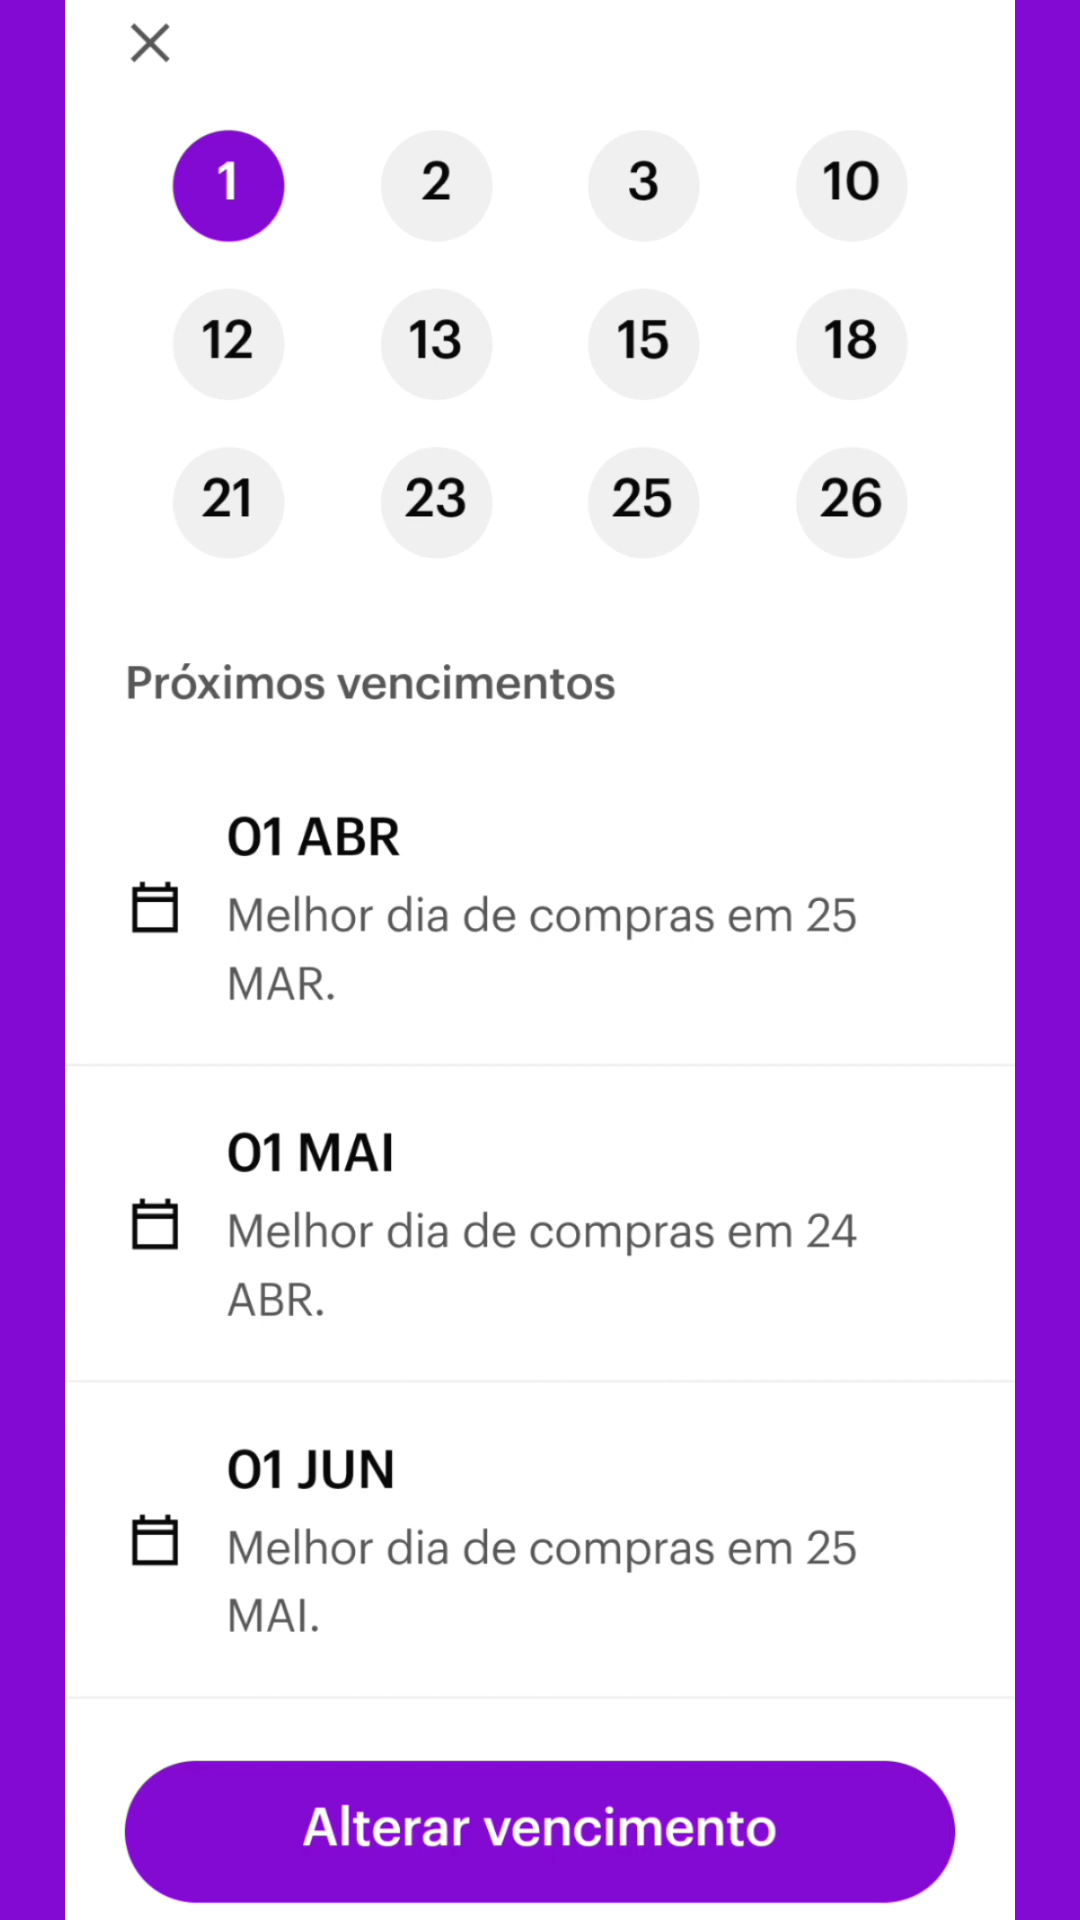 1 2 3 10
12 13 15 18
21 23 25 26
Próximos vencimentos
01 ABR
Melhor dia de compras em 25
MAR.
01 MAI
Melhor dia de compras em 24
ABR.
01 JUN
Melhor dia de compras em 25
MAI.
Alterar vencimento